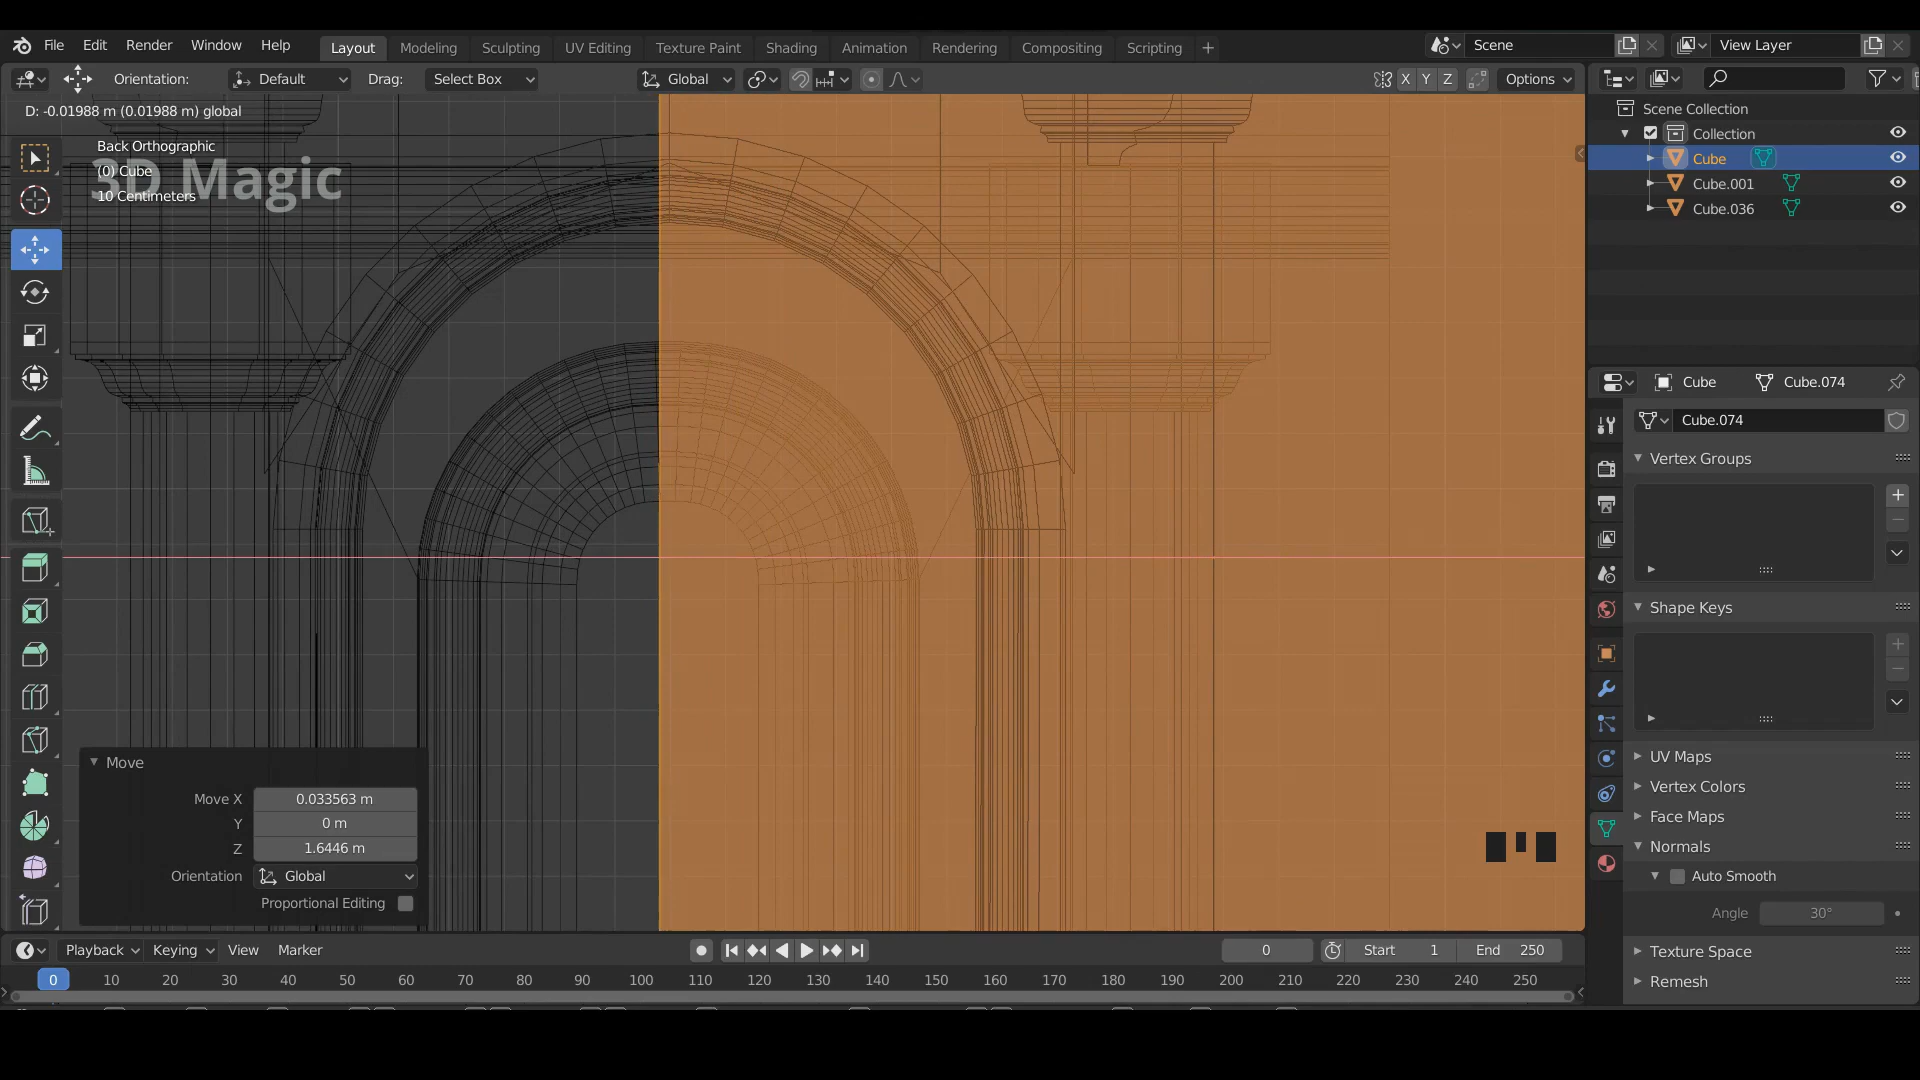 File Edit Render Window Help Layout Modeling Sculpting UV Editing Texture Paint Shading Animation Rendering Compositing Scripting + Scene View Layer
Orientation: Default Drag: Select Box Global X Y Z Options
D: -0.01988 m (0.01988 m) global
Back Orthographic
(0) Cube
10 Centimeters
3D Magic
Scene Collection
Collection
Cube
Cube.001
Cube.036
Cube Cube.074
Cube.074
Vertex Groups
Shape Keys
UV Maps
Vertex Colors
Face Maps
Normals
Auto Smooth
Angle 30°
Texture Space
Remesh
Move
Move X 0.033563 m
Y 0 m
Z 1.6446 m
Orientation Global
Proportional Editing
Playback Keying View Marker 0 Start 1 End 250
0 10 20 30 40 50 60 70 80 90 100 110 120 130 140 150 160 170 180 190 200 210 220 230 240 250